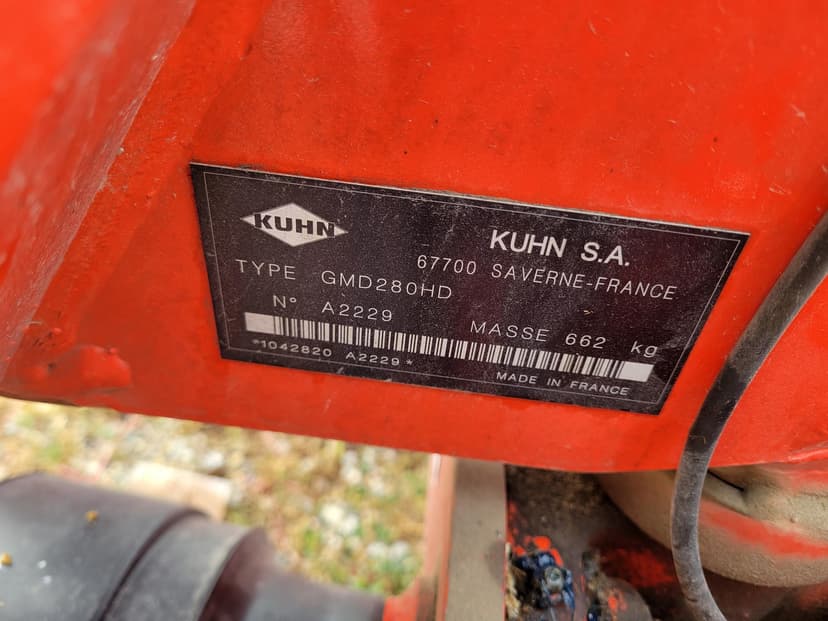 KUHN
KUHN S.A.
67700 SAVERNE-FRANCE
TYPE GMD280HD
N° A2229
MASSE 662 kg
*1042820 A2229*
MADE IN FRANCE